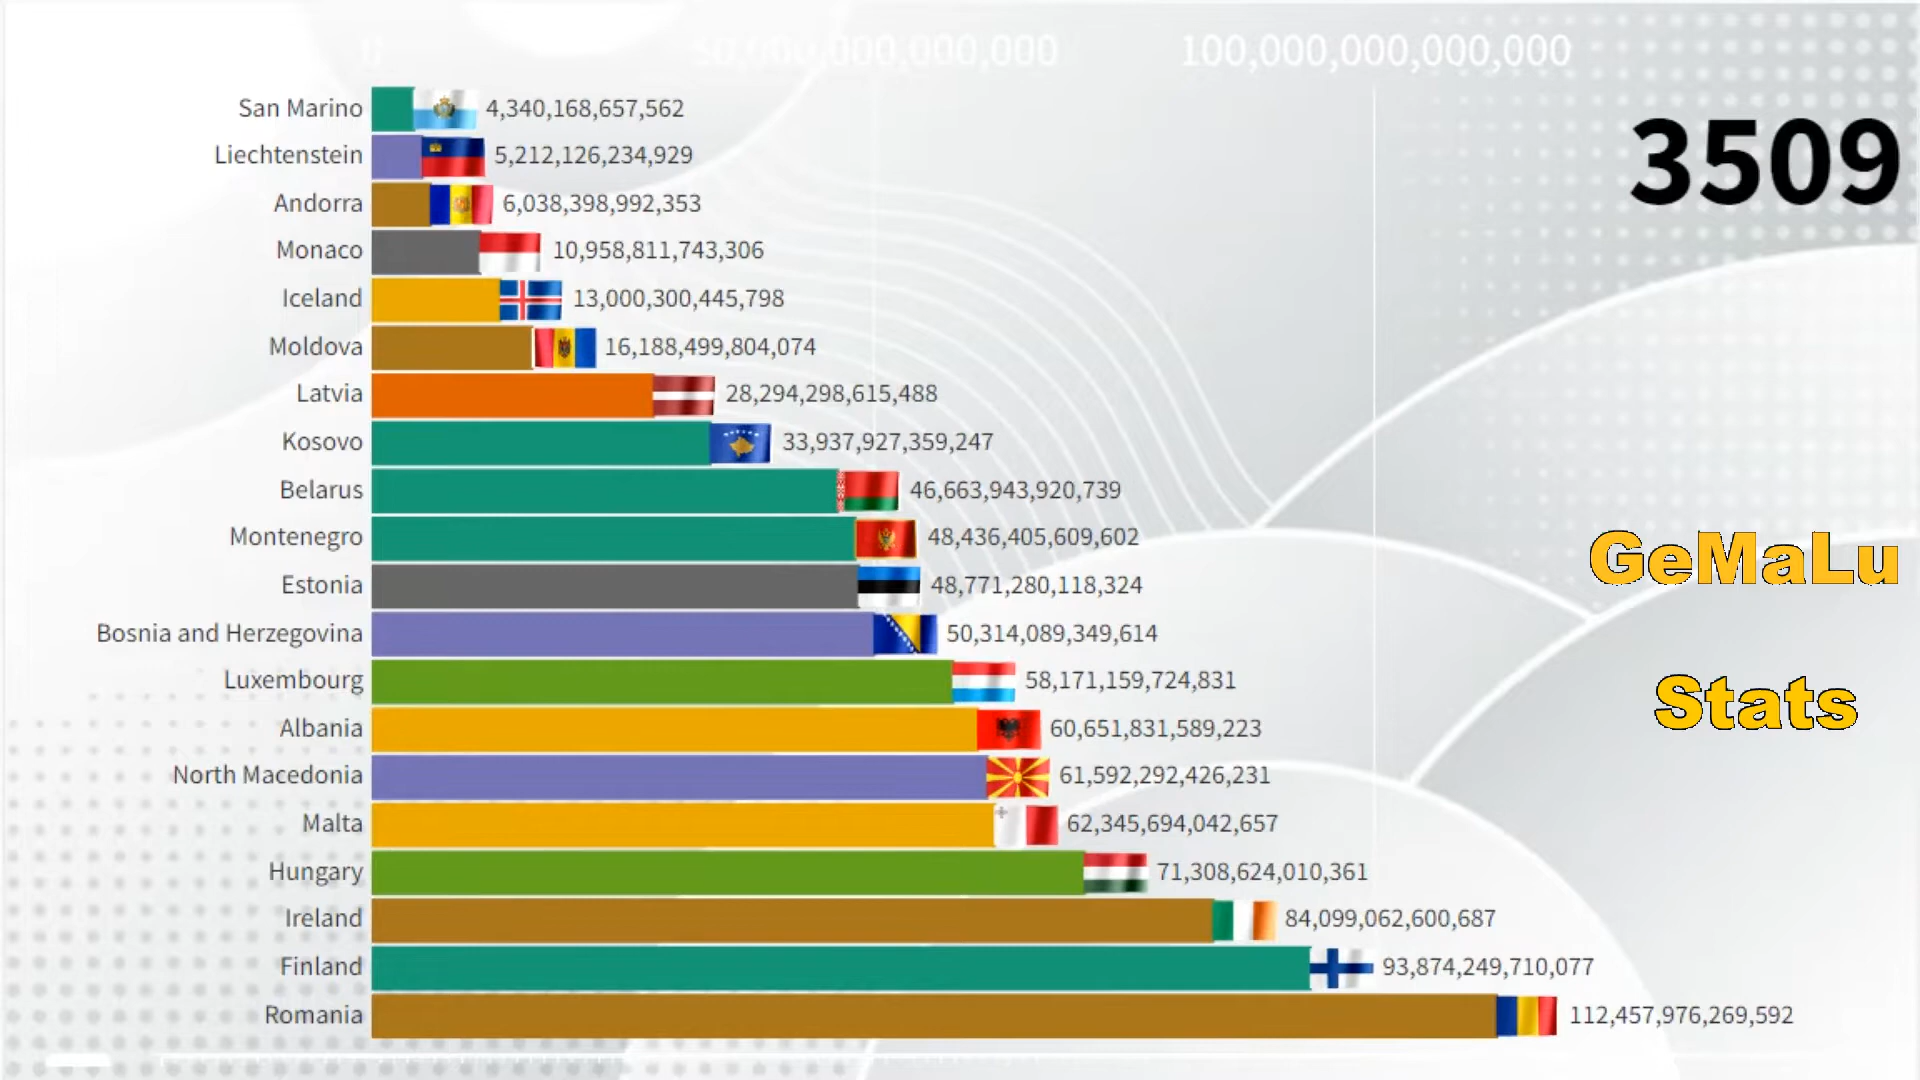 0 50,000,000,000,000 100,000,000,000,000
3509
San Marino 4,340,168,657,562
Liechtenstein 5,212,126,234,929
Andorra 6,038,398,992,353
Monaco 10,958,811,743,306
Iceland 13,000,300,445,798
Moldova 16,188,499,804,074
Latvia 28,294,298,615,488
Kosovo 33,937,927,359,247
Belarus 46,663,943,920,739
Montenegro 48,436,405,609,602
Estonia 48,771,280,118,324
Bosnia and Herzegovina 50,314,089,349,614
Luxembourg 58,171,159,724,831
Albania 60,651,831,589,223
North Macedonia 61,592,292,426,231
Malta 62,345,694,042,657
Hungary 71,308,624,010,361
Ireland 84,099,062,600,687
Finland 93,874,249,710,077
Romania 112,457,976,269,592
GeMaLu
Stats